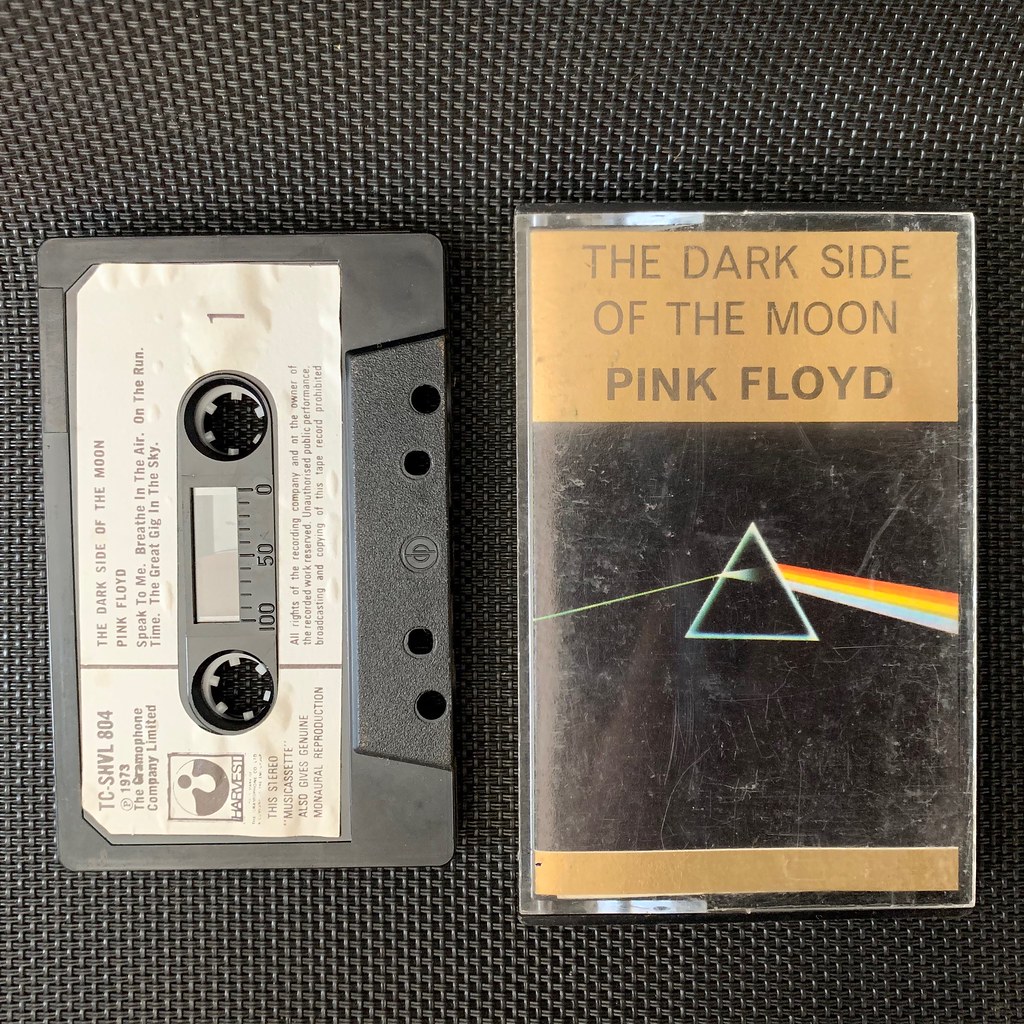 THE DARK SIDE OF THE MOON
PINK FLOYD
Speak To Me. Breathe In The Air. On The Run.
Time. The Great Gig In The Sky.
1
0
50
100
All rights of the recording company and of the owner of
the recorded work reserved. Unauthorised public performance,
broadcasting and copying of this tape record prohibited
TC-SHVL 804
℗ 1973
The Gramophone
Company Limited
HARVEST
THIS STEREO
"MUSICASSETTE"
ALSO GIVES GENUINE
MONAURAL REPRODUCTION
THE DARK SIDE
OF THE MOON
PINK FLOYD